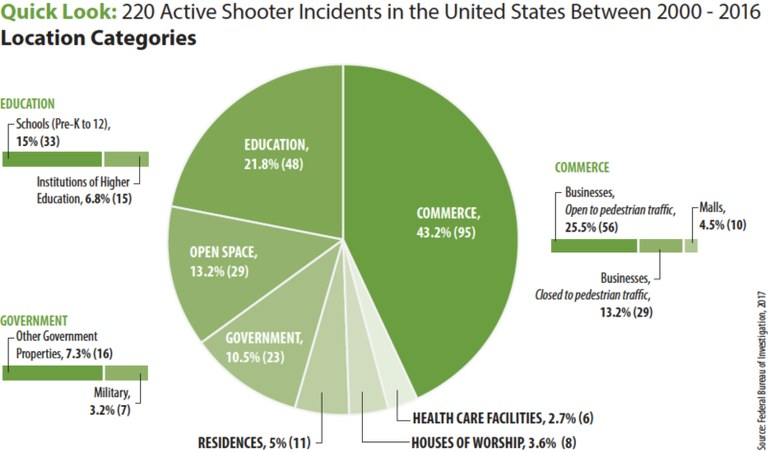 Quick Look: 220 Active Shooter Incidents in the United States Between 2000 - 2016
Location Categories
EDUCATION
Schools (Pre-K to 12),
15% (33)
Institutions of Higher
Education, 6.8% (15)
GOVERNMENT
Other Government
Properties, 7.3% (16)
Military,
3.2% (7)
EDUCATION,
21.8% (48)
OPEN SPACE,
13.2% (29)
GOVERNMENT,
10.5% (23)
COMMERCE,
43.2% (95)
RESIDENCES, 5% (11)
HEALTH CARE FACILITIES, 2.7% (6)
HOUSES OF WORSHIP, 3.6% (8)
COMMERCE
Businesses,
Open to pedestrian traffic,
25.5% (56)
Malls,
4.5% (10)
Businesses,
Closed to pedestrian traffic,
13.2% (29)
Source: Federal Bureau of Investigation, 2017